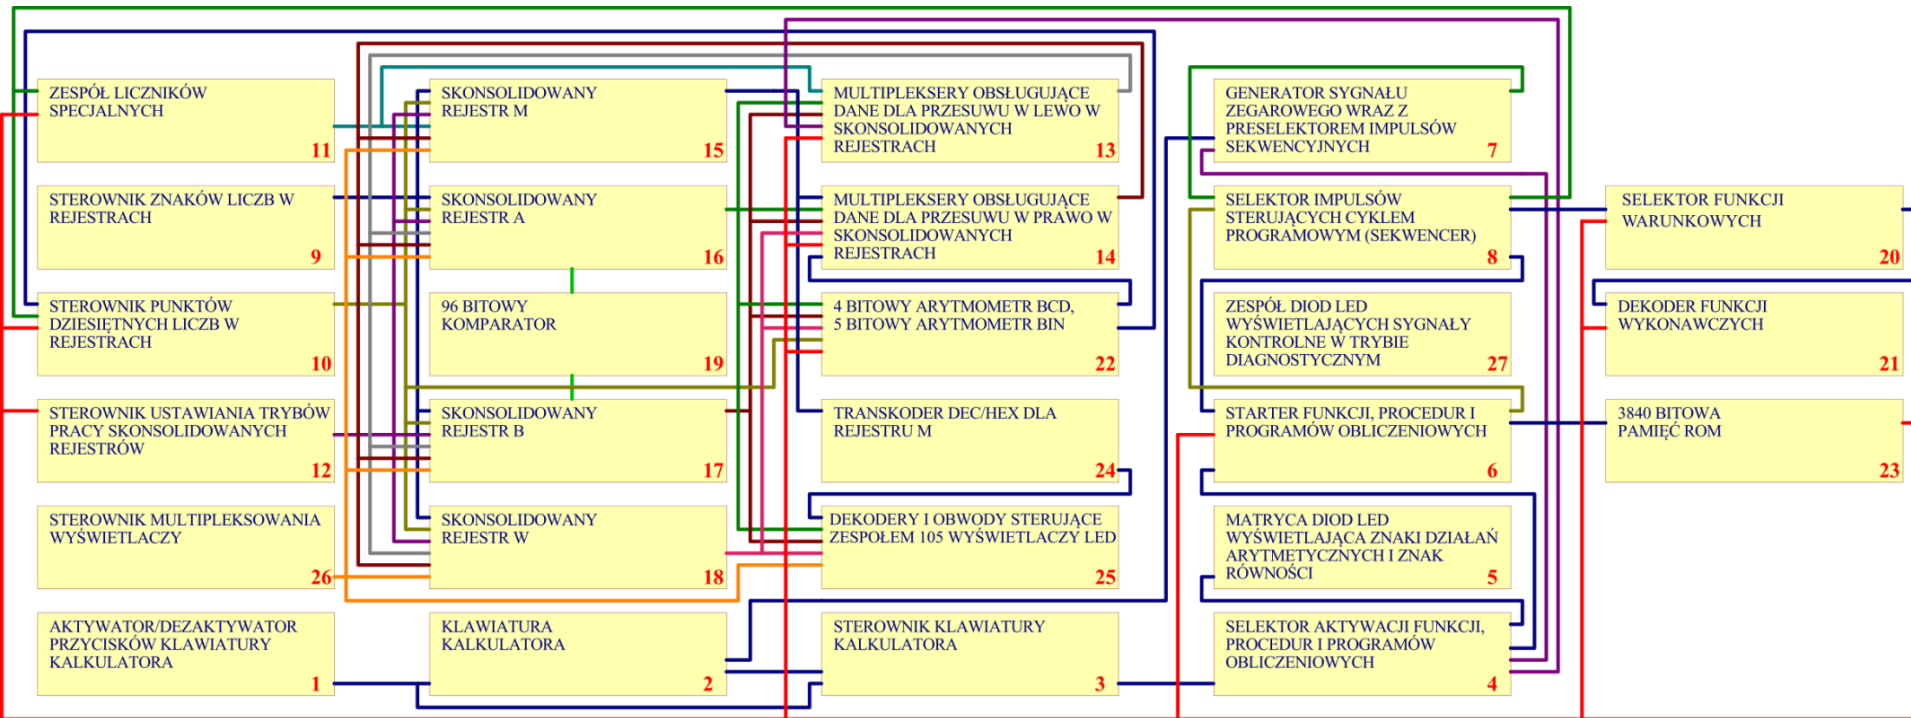 ZESPÓŁ LICZNIKÓW
SPECJALNYCH
11
SKONSOLIDOWANY
REJESTR M
15
MULTIPLEKSERY OBSŁUGUJĄCE
DANE DLA PRZESUWU W LEWO W
SKONSOLIDOWANYCH
REJESTRACH
13
GENERATOR SYGNAŁU
ZEGAROWEGO WRAZ Z
PRESELEKTOREM IMPULSÓW
SEKWENCYJNYCH
7
STEROWNIK ZNAKÓW LICZB W
REJESTRACH
9
SKONSOLIDOWANY
REJESTR A
16
MULTIPLEKSERY OBSŁUGUJĄCE
DANE DLA PRZESUWU W PRAWO W
SKONSOLIDOWANYCH
REJESTRACH
14
SELEKTOR IMPULSÓW
STERUJĄCYCH CYKLEM
PROGRAMOWYM (SEKWENCER)
8
SELEKTOR FUNKCJI
WARUNKOWYCH
20
STEROWNIK PUNKTÓW
DZIESIĘTNYCH LICZB W
REJESTRACH
10
96 BITOWY
KOMPARATOR
19
4 BITOWY ARYTMOMETR BCD,
5 BITOWY ARYTMOMETR BIN
22
ZESPÓŁ DIOD LED
WYŚWIETLAJĄCYCH SYGNAŁY
KONTROLNE W TRYBIE
DIAGNOSTYCZNYM
27
DEKODER FUNKCJI
WYKONAWCZYCH
21
STEROWNIK USTAWIANIA TRYBÓW
PRACY SKONSOLIDOWANYCH
REJESTRÓW
12
SKONSOLIDOWANY
REJESTR B
17
TRANSKODER DEC/HEX DLA
REJESTRU M
24
STARTER FUNKCJI, PROCEDUR I
PROGRAMÓW OBLICZENIOWYCH
6
3840 BITOWA
PAMIĘĆ ROM
23
STEROWNIK MULTIPLEKSOWANIA
WYŚWIETLACZY
26
SKONSOLIDOWANY
REJESTR W
18
DEKODERY I OBWODY STERUJĄCE
ZESPOŁEM 105 WYŚWIETLACZY LED
25
MATRYCA DIOD LED
WYŚWIETLAJĄCA ZNAKI DZIAŁAŃ
ARYTMETYCZNYCH I ZNAK
RÓWNOŚCI
5
AKTYWATOR/DEZAKTYWATOR
PRZYCISKÓW KLAWIATURY
KALKULATORA
1
KLAWIATURA
KALKULATORA
2
STEROWNIK KLAWIATURY
KALKULATORA
3
SELEKTOR AKTYWACJI FUNKCJI,
PROCEDUR I PROGRAMÓW
OBLICZENIOWYCH
4